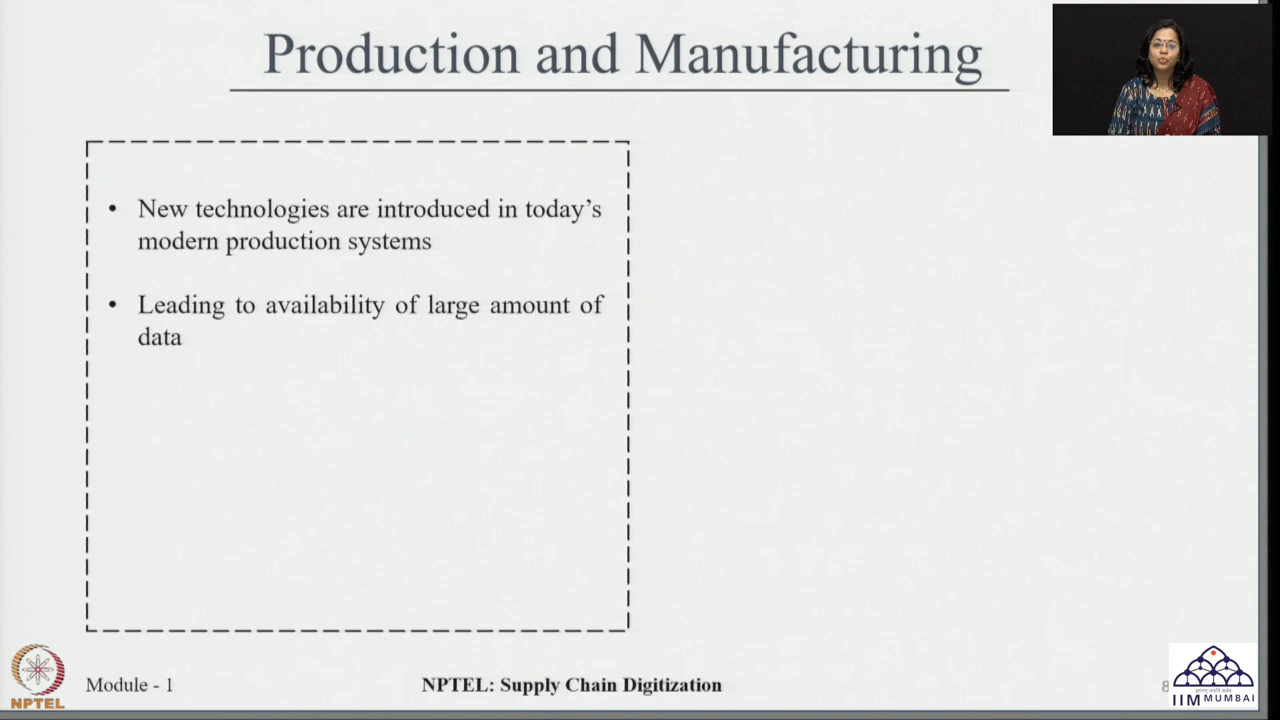 Production and Manufacturing
• New technologies are introduced in today’s
modern production systems
• Leading to availability of large amount of
data
NPTEL
Module - 1
NPTEL: Supply Chain Digitization
8
IIM MUMBAI